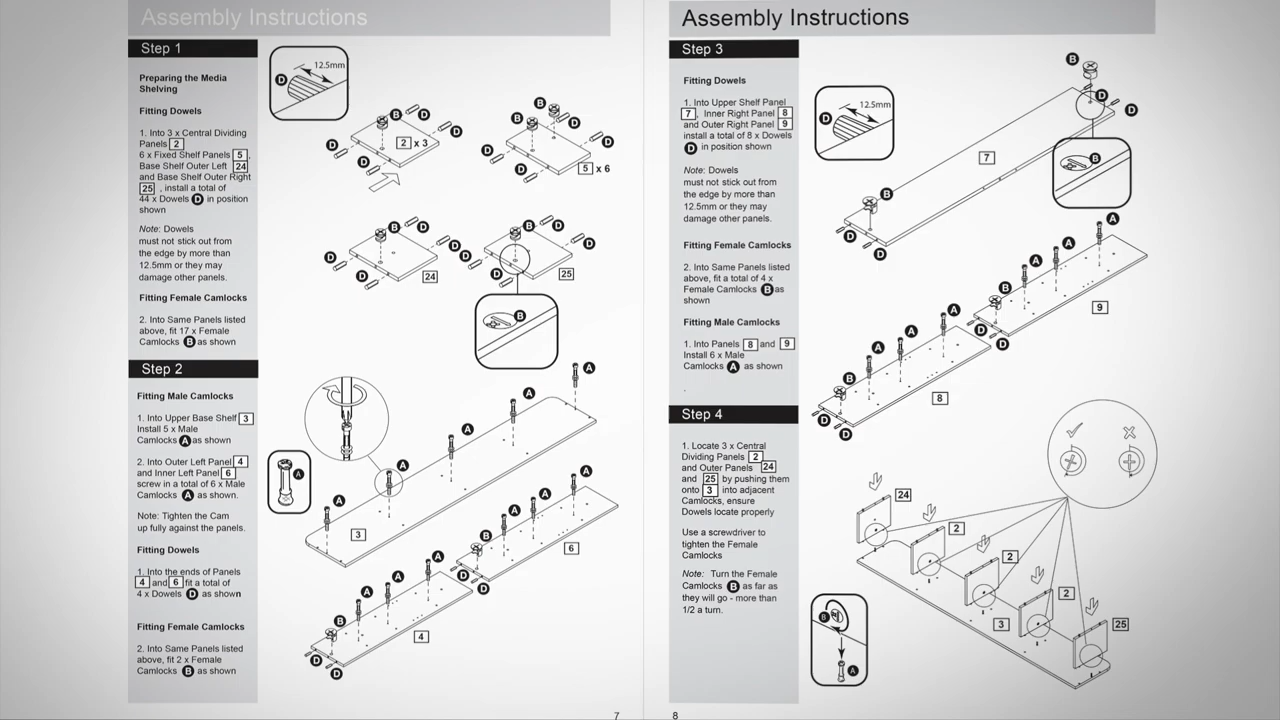 Assembly Instructions
Step 1
Preparing the Media
Shelving
Fitting Dowels
1. Into 3 x Central Dividing
Panels 2
6 x Fixed Shelf Panels 5,
Base Shelf Outer Left 24
and Base Shelf Outer Right
25 , install a total of
44 x Dowels D in position
shown
Note: Dowels
must not stick out from
the edge by more than
12.5mm or they may
damage other panels.
Fitting Female Camlocks
2. Into Same Panels listed
above, fit 17 x Female
Camlocks B as shown
D 12.5mm
B D
D D
D
2 x 3
B D
B D
D D
D
5 x 6
B D
D D
D
24
B D
D D
D
25
B
Step 2
Fitting Male Camlocks
1. Into Upper Base Shelf 3
Install 5 x Male
Camlocks A as shown
2. Into Outer Left Panel 4
and Inner Left Panel 6
screw in a total of 6 x Male
Camlocks A as shown.
Note: Tighten the Cam
up fully against the panels.
Fitting Dowels
1. Into the ends of Panels
4 and 6 fit a total of
4 x Dowels D as shown
Fitting Female Camlocks
2. Into Same Panels listed
above, fit 2 x Female
Camlocks B as shown
A
A
A
A
A
A
3
A
A
A
B
D
D
6
A
A
A
B
D
D
4
7
Assembly Instructions
Step 3
Fitting Dowels
1. Into Upper Shelf Panel
7, Inner Right Panel 8
and Outer Right Panel 9
install a total of 8 x Dowels
D in position shown
Note: Dowels
must not stick out from
the edge by more than
12.5mm or they may
damage other panels.
Fitting Female Camlocks
2. Into Same Panels listed
above, fit a total of 4 x
Female Camlocks B as
shown
Fitting Male Camlocks
1. Into Panels 8 and 9
Install 6 x Male
Camlocks A as shown
.
D 12.5mm
B
D
D
7
B
B
D
D
A
A
A
B
D
D
9
A
A
A
B
D
D
8
Step 4
1. Locate 3 x Central
Dividing Panels 2
and Outer Panels 24
and 25 by pushing them
onto 3 into adjacent
Camlocks, ensure
Dowels locate properly
Use a screwdriver to
tighten the Female
Camlocks
Note: Turn the Female
Camlocks B as far as
they will go - more than
1/2 a turn.
24
2
2
2
3
25
B
A
8